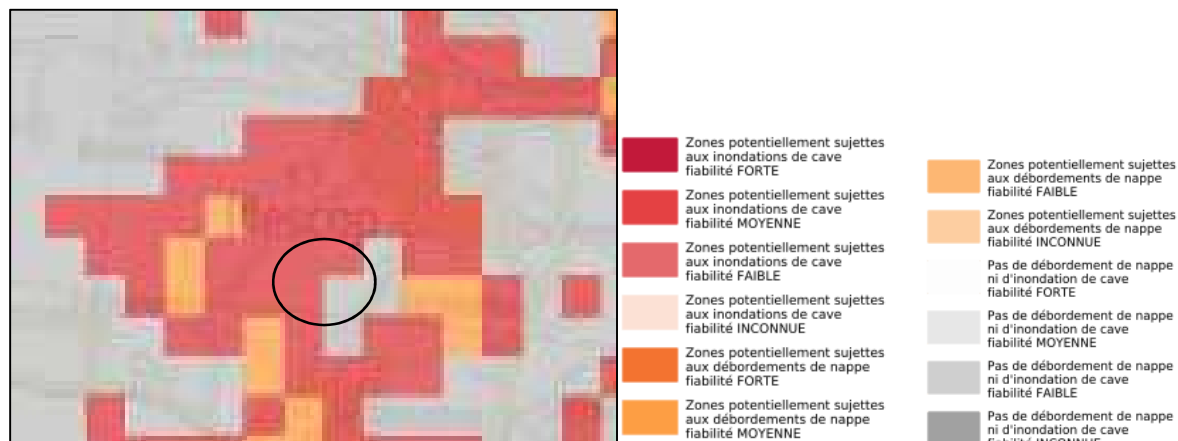 Zones potentiellement sujettes
aux inondations de cave
fiabilité FORTE
Zones potentiellement sujettes
aux inondations de cave
fiabilité MOYENNE
Zones potentiellement sujettes
aux inondations de cave
fiabilité FAIBLE
Zones potentiellement sujettes
aux inondations de cave
fiabilité INCONNUE
Zones potentiellement sujettes
aux débordements de nappe
fiabilité FORTE
Zones potentiellement sujettes
aux débordements de nappe
fiabilité MOYENNE
Zones potentiellement sujettes
aux débordements de nappe
fiabilité FAIBLE
Zones potentiellement sujettes
aux débordements de nappe
fiabilité INCONNUE
Pas de débordement de nappe
ni d'inondation de cave
fiabilité FORTE
Pas de débordement de nappe
ni d'inondation de cave
fiabilité MOYENNE
Pas de débordement de nappe
ni d'inondation de cave
fiabilité FAIBLE
Pas de débordement de nappe
ni d'inondation de cave
fiabilité INCONNUE